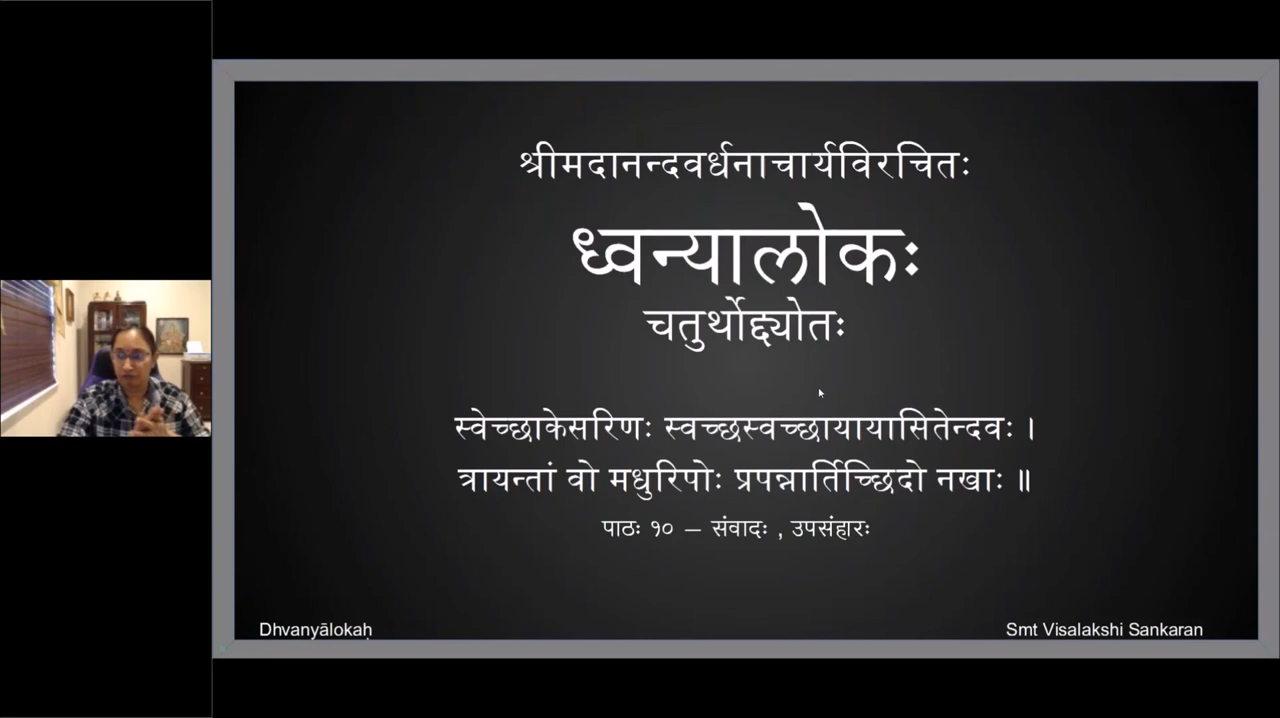 श्रीमदानन्दवर्धनाचार्यविरचितः
ध्वन्यालोकः
चतुर्थोद्द्योतः
स्वेच्छाकेसरिणः स्वच्छस्वच्छायायासितेन्दवः ।
त्रायन्तां वो मधुरिपोः प्रपन्नार्तिच्छिदो नखाः ॥
पाठः १० – संवादः , उपसंहारः
Dhvanyālokaḥ
Smt Visalakshi Sankaran